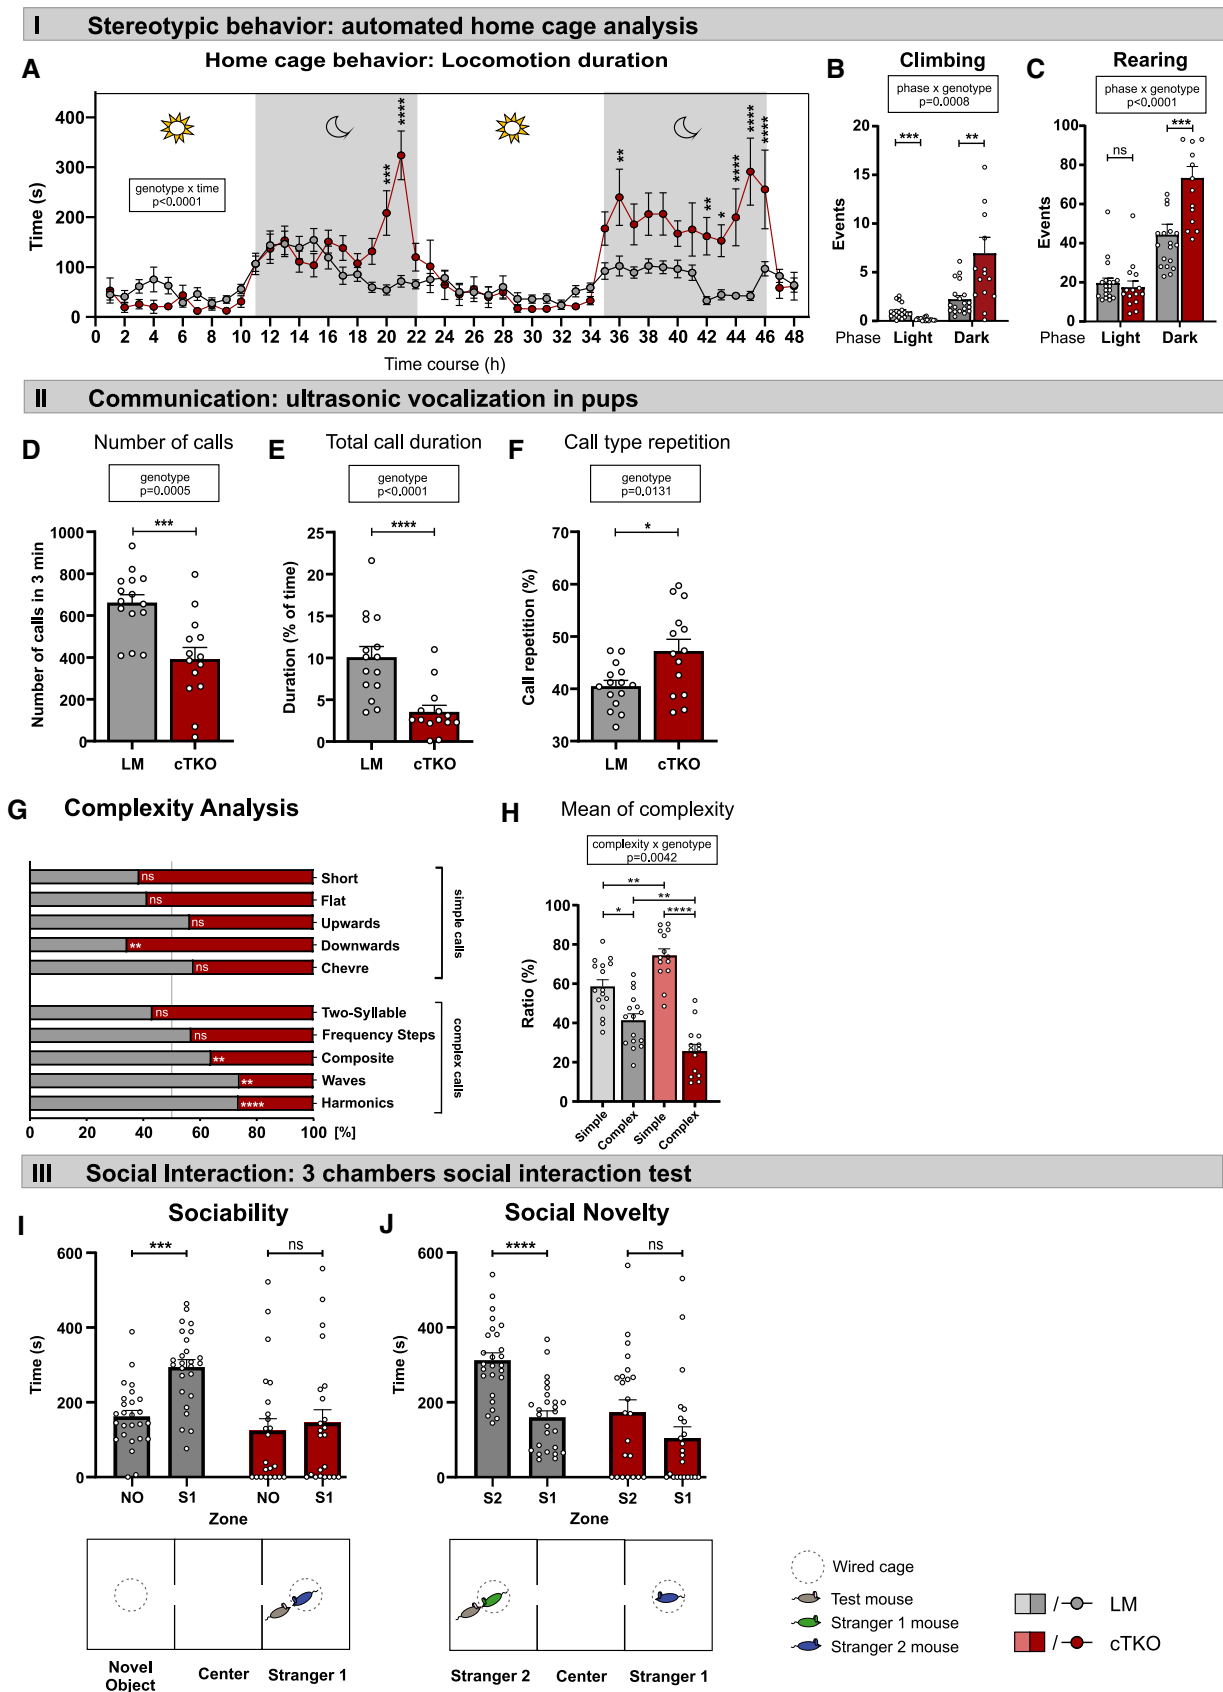 I Stereotypic behavior: automated home cage analysis
A Home cage behavior: Locomotion duration
genotype x time
p<0.0001
*** **** ** ** * **** **** ****
Time (s)
400
300
200
100
0
0 2 4 6 8 10 12 14 16 18 20 22 24 26 28 30 32 34 36 38 40 42 44 46 48
Time course (h)
B Climbing
phase x genotype
p=0.0008
*** **
Events
20
15
10
5
0
Phase Light Dark
C Rearing
phase x genotype
p<0.0001
ns ***
Events
100
80
60
40
20
0
Phase Light Dark
II Communication: ultrasonic vocalization in pups
D Number of calls
genotype
p=0.0005
***
Number of calls in 3 min
1000
800
600
400
200
0
LM cTKO
E Total call duration
genotype
p<0.0001
****
Duration (% of time)
25
20
15
10
5
0
LM cTKO
F Call type repetition
genotype
p=0.0131
*
Call repetition (%)
70
60
50
40
30
LM cTKO
G Complexity Analysis
ns Short
ns Flat
ns Upwards
** Downwards
ns Chevre
simple calls
ns Two-Syllable
ns Frequency Steps
** Composite
** Waves
**** Harmonics
complex calls
0 20 40 60 80 100 [%]
H Mean of complexity
complexity x genotype
p=0.0042
**
**
* ****
Ratio (%)
100
80
60
40
20
0
Simple Complex Simple Complex
III Social Interaction: 3 chambers social interaction test
I Sociability
*** ns
Time (s)
600
400
200
0
NO S1 NO S1
Zone
Novel
Object
Center
Stranger 1
J Social Novelty
**** ns
Time (s)
600
400
200
0
S2 S1 S2 S1
Zone
Stranger 2
Center
Stranger 1
Wired cage
Test mouse
Stranger 1 mouse
Stranger 2 mouse
/ LM
/ cTKO